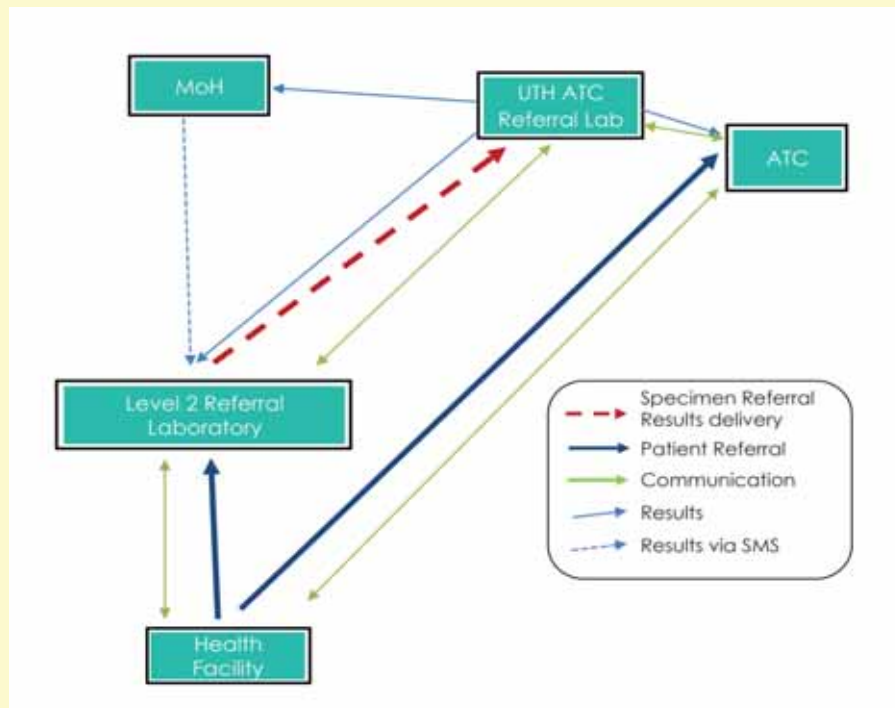 MoH
UTH ATC
Referral Lab
ATC
Level 2 Referral
Laboratory
Health
Facility
Specimen Referral
Results delivery
Patient Referral
Communication
Results
Results via SMS